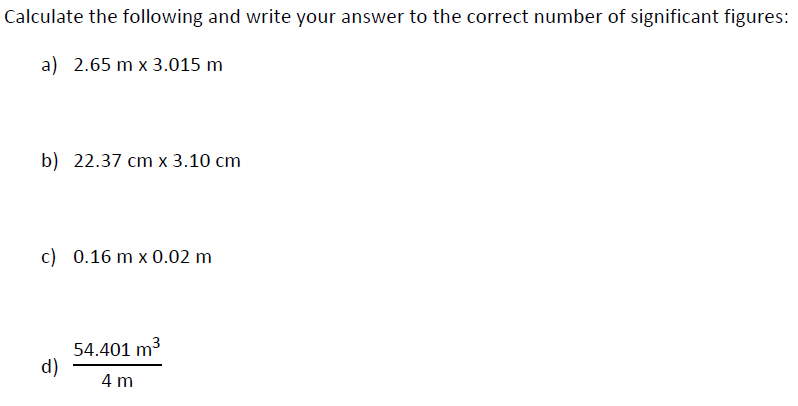 Calculate the following and write your answer to the correct number of significant figures:
a) 2.65 m x 3.015 m
b) 22.37 cm x 3.10 cm
c) 0.16 m x 0.02 m
d) 54.401 m³
4 m